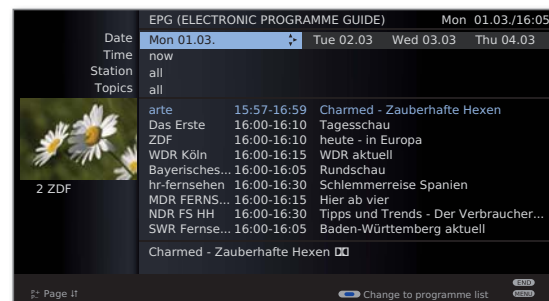 EPG (ELECTRONIC PROGRAMME GUIDE) Mon 01.03./16:05
Date Mon 01.03. Tue 02.03 Wed 03.03 Thu 04.03
Time now
Station all
Topics all
arte 15:57-16:59 Charmed - Zauberhafte Hexen
Das Erste 16:00-16:10 Tagesschau
ZDF 16:00-16:10 heute - in Europa
WDR Köln 16:00-16:15 WDR aktuell
Bayerisches... 16:00-16:05 Rundschau
hr-fernsehen 16:00-16:30 Schlemmerreise Spanien
MDR FERNS... 16:00-16:15 Hier ab vier
NDR FS HH 16:00-16:30 Tipps und Trends - Der Verbraucher...
SWR Fernse... 16:00-16:05 Baden-Württemberg aktuell
2 ZDF
Charmed - Zauberhafte Hexen
END
P+ P- Page Change to programme list MENU